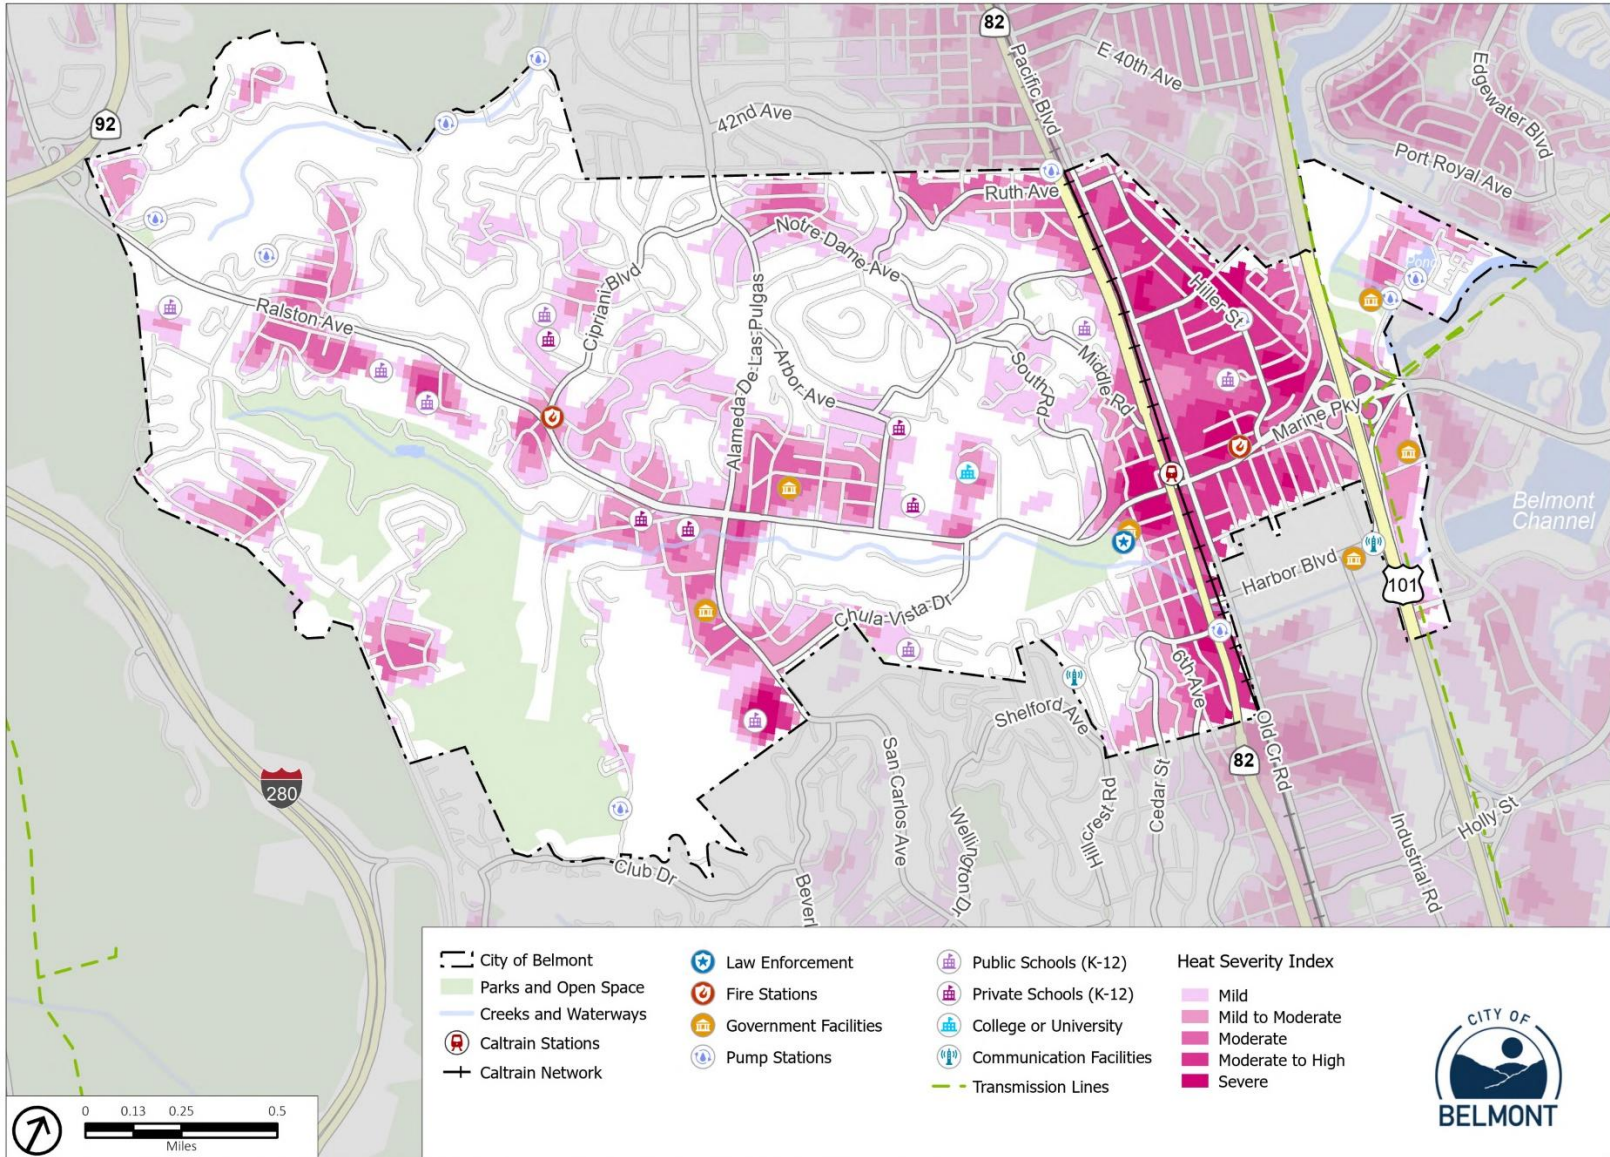 82
Pacific Blvd
E 40th Ave
Edgewater Blvd
42nd Ave
92
Port Royal Ave
Ruth Ave
Notre Dame Ave
Cipriani Blvd
Hiller St
Pond
Ralston Ave
Alameda De Las Pulgas
Arbor Ave
South Rd
Middle Rd
Marine Pky
Belmont
Channel
Harbor Blvd
101
Chula Vista Dr
6th Ave
Shelford Ave
Old Cr Rd
82
280
San Carlos Ave
Wellington Dr
Hillcrest Rd
Cedar St
Industrial Rd
Holly St
Club Dr
Beverl
City of Belmont
Parks and Open Space
Creeks and Waterways
Caltrain Stations
Caltrain Network
Law Enforcement
Fire Stations
Government Facilities
Pump Stations
Public Schools (K-12)
Private Schools (K-12)
College or University
Communication Facilities
Transmission Lines
Heat Severity Index
Mild
Mild to Moderate
Moderate
Moderate to High
Severe
CITY OF
BELMONT
0 0.13 0.25 0.5
Miles